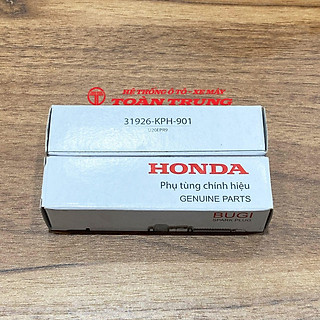 HỆ THỐNG Ô TÔ - XE MÁY
TOÀN TRUNG
31926-KPH-901
U20EPR9
HONDA
Phụ tùng chính hiệu
GENUINE PARTS
BUGI
SPARK PLUG